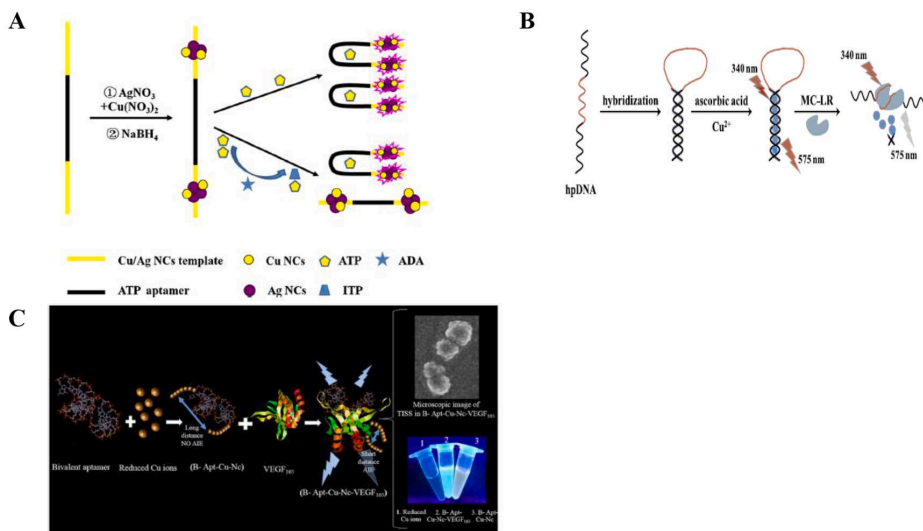 A
① AgNO3
+Cu(NO3)2
② NaBH4
Cu/Ag NCs template
Cu NCs
ATP
ADA
ATP aptamer
Ag NCs
ITP
B
340 nm
340 nm
hybridization
ascorbic acid
Cu2+
MC-LR
575 nm
575 nm
hpDNA
C
Microscopic image of
TISS in B- Apt-Cu-Nc-VEGF165
Long
distance
NO AIE
Short
distance
AIE
Bivalent aptamer
Reduced Cu ions
(B- Apt-Cu-Nc)
VEGF165
(B- Apt-Cu-Nc-VEGF165)
1
2
3
1. Reduced
Cu ions
2. B- Apt-
Cu-Nc-VEGF165
3. B- Apt-
Cu-Nc